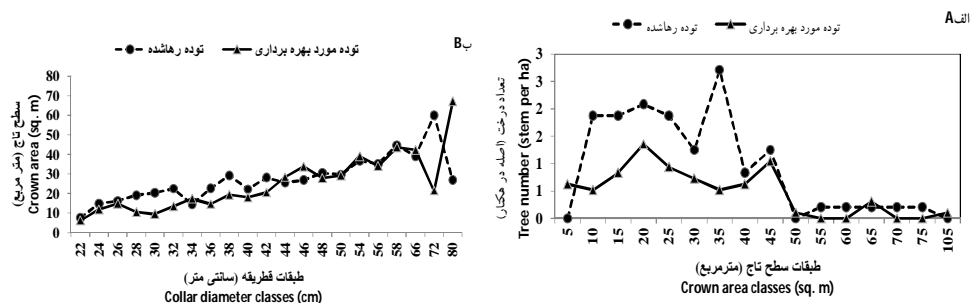 ب B
توده رهاشده
توده مورد بهره برداری
80
70
60
50
40
30
20
10
0
سطح تاج (متر مربع)
Crown area (sq. m)
22 24 26 28 30 32 34 36 38 40 42 44 46 48 50 54 56 58 66 72 80
طبقات قطریقه (سانتی متر)
Collar diameter classes (cm)
الف A
توده رهاشده
توده مورد بهره برداری
3
3
2
2
1
1
0
تعداد درخت (اصله در هکتار)
Tree number (stem per ha)
5 10 15 20 25 30 35 40 45 50 55 60 65 70 75 105
طبقات سطح تاج (مترمربع)
Crown area classes (sq. m)